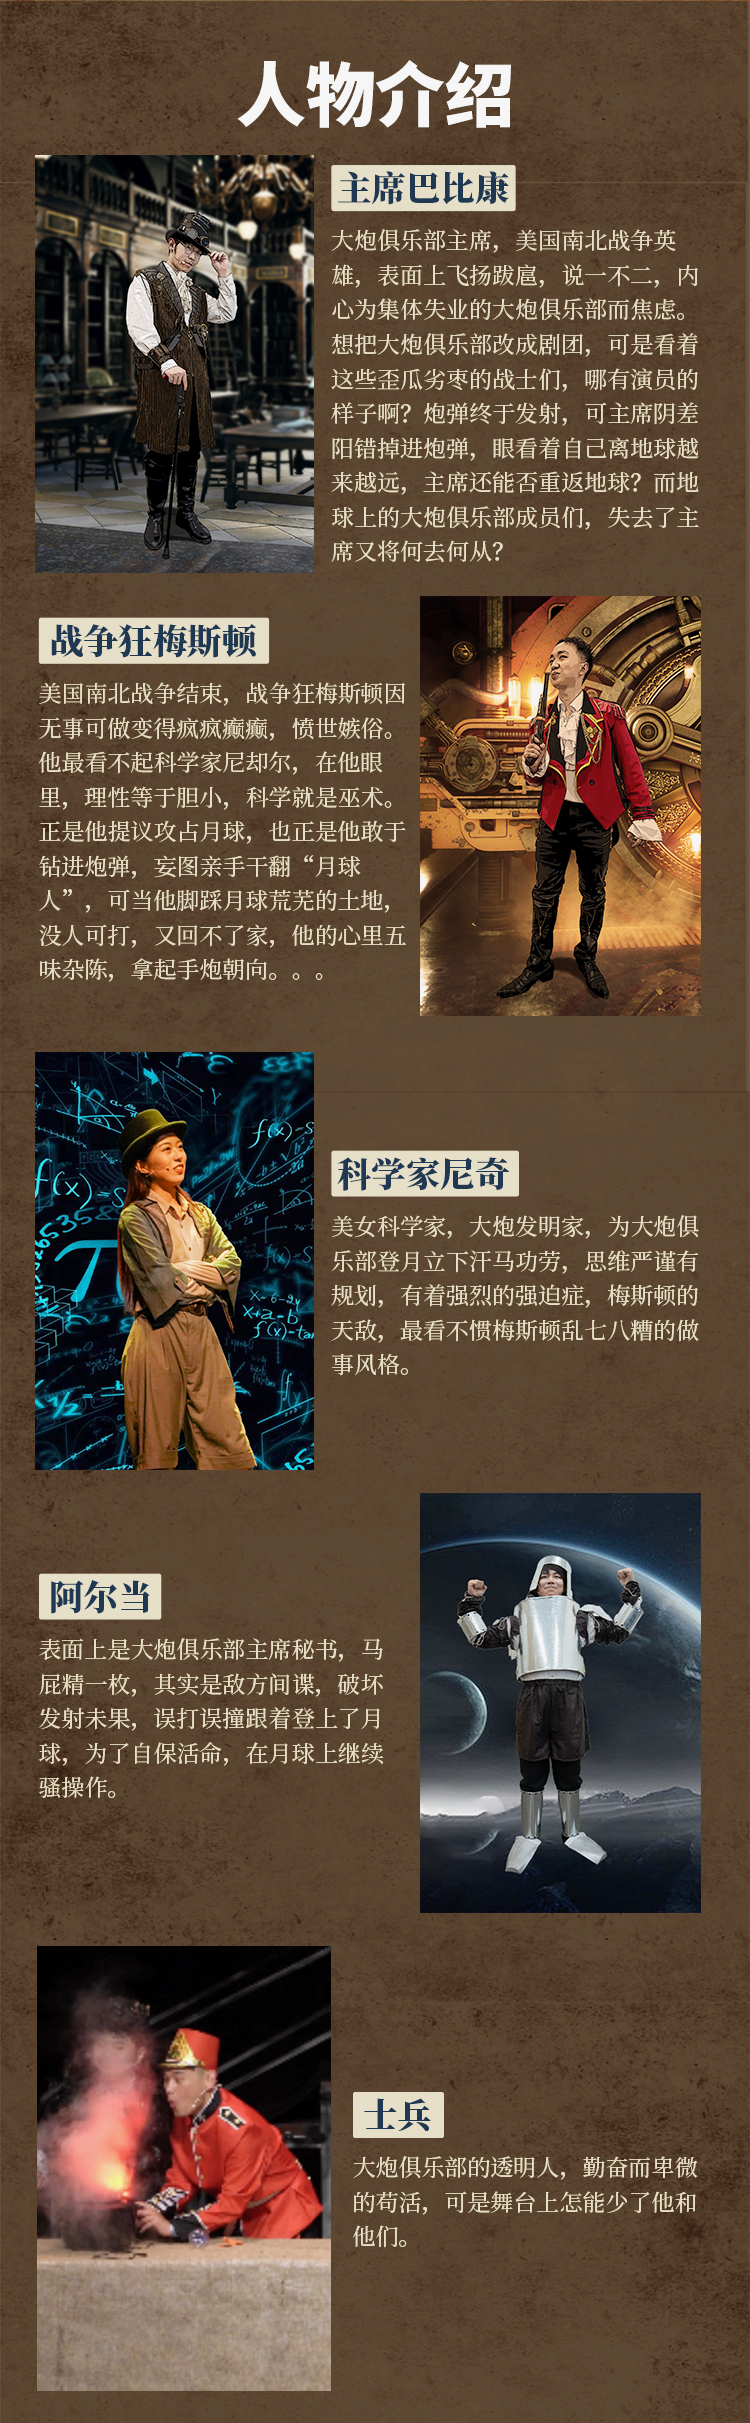 人物介绍
主席巴比康
大炮俱乐部主席，美国南北战争英
雄，表面上飞扬跋扈，说一不二，内
心为集体失业的大炮俱乐部而焦虑。
想把大炮俱乐部改成剧团，可是看着
这些歪瓜劣枣的战士们，哪有演员的
样子啊？炮弹终于发射，可主席阴差
阳错掉进炮弹，眼看着自己离地球越
来越远，主席还能否重返地球？而地
球上的大炮俱乐部成员们，失去了主
席又将何去何从？
战争狂梅斯顿
美国南北战争结束，战争狂梅斯顿因
无事可做变得疯疯癫癫，愤世嫉俗。
他最看不起科学家尼却尔，在他眼
里，理性等于胆小，科学就是巫术。
正是他提议攻占月球，也正是他敢于
钻进炮弹，妄图亲手干翻“月球
人”，可当他脚踩月球荒芜的土地，
没人可打，又回不了家，他的心里五
味杂陈，拿起手炮朝向。。。
科学家尼奇
美女科学家，大炮发明家，为大炮俱
乐部登月立下汗马功劳，思维严谨有
规划，有着强烈的强迫症，梅斯顿的
天敌，最看不惯梅斯顿乱七八糟的做
事风格。
阿尔当
表面上是大炮俱乐部主席秘书，马
屁精一枚，其实是敌方间谍，破坏
发射未果，误打误撞跟着登上了月
球，为了自保活命，在月球上继续
骚操作。
士兵
大炮俱乐部的透明人，勤奋而卑微
的苟活，可是舞台上怎能少了他和
他们。